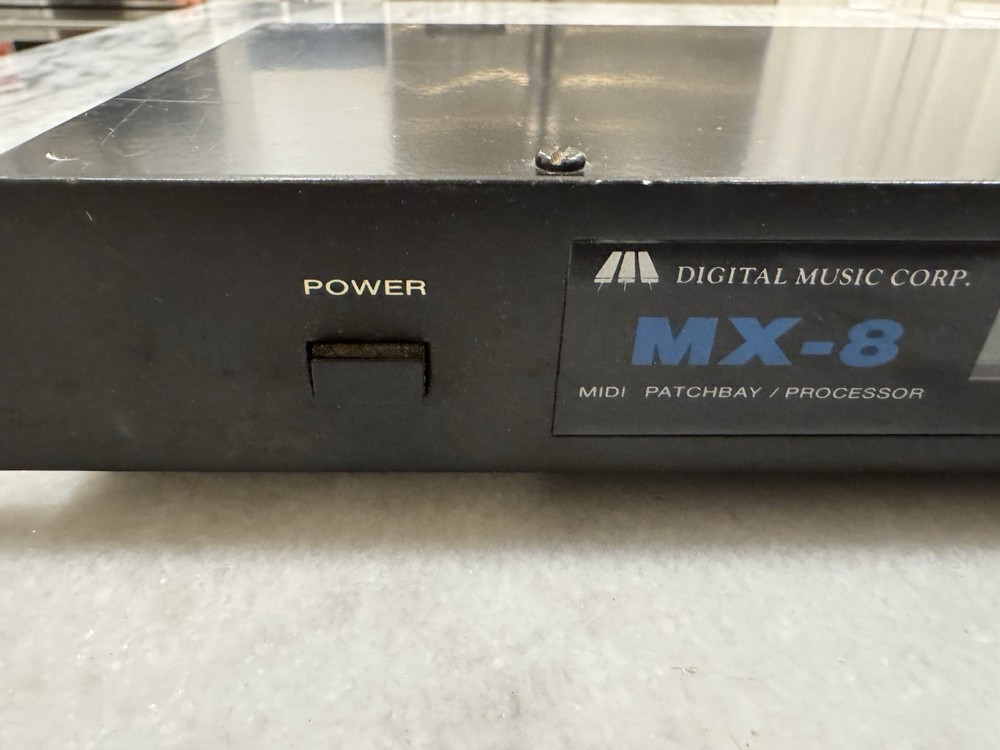 POWER
DIGITAL MUSIC CORP.
MX-8
MIDI PATCHBAY / PROCESSOR